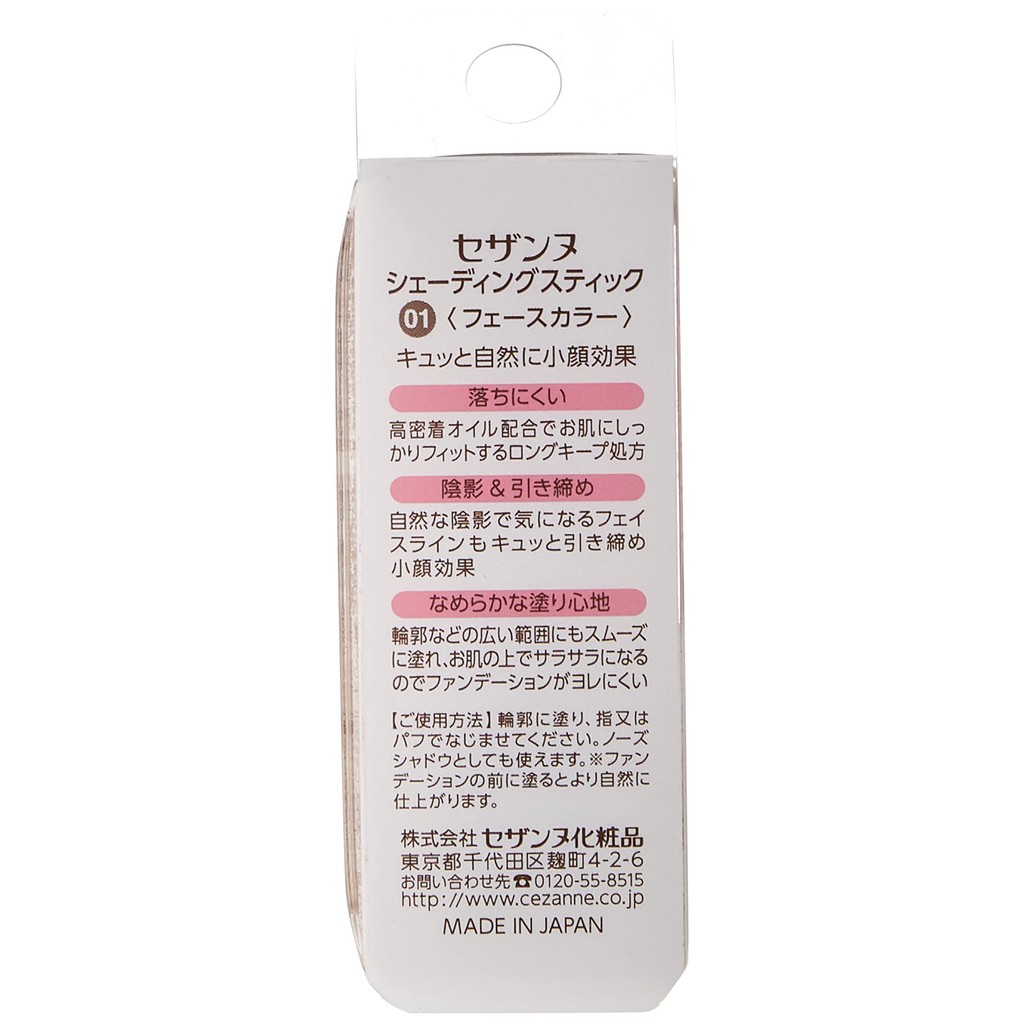 セザンヌ
シェーディングスティック
01〈フェースカラー〉
キュッと自然に小顔効果
落ちにくい
高密着オイル配合でお肌にしっ
かりフィットするロングキープ処方
陰影&引き締め
自然な陰影で気になるフェイ
スラインもキュッと引き締め
小顔効果
なめらかな塗り心地
輪郭などの広い範囲にもスムーズ
に塗れ、お肌の上でサラサラになる
のでファンデーションがヨレにくい
【ご使用方法】輪郭に塗り、指又は
パフでなじませてください。ノーズ
シャドウとしても使えます。※ファン
デーションの前に塗るとより自然に
仕上がります。
株式会社 セザンヌ化粧品
東京都千代田区麹町4-2-6
お問い合わせ先☎0120-55-8515
http://www.cezanne.co.jp
MADE IN JAPAN